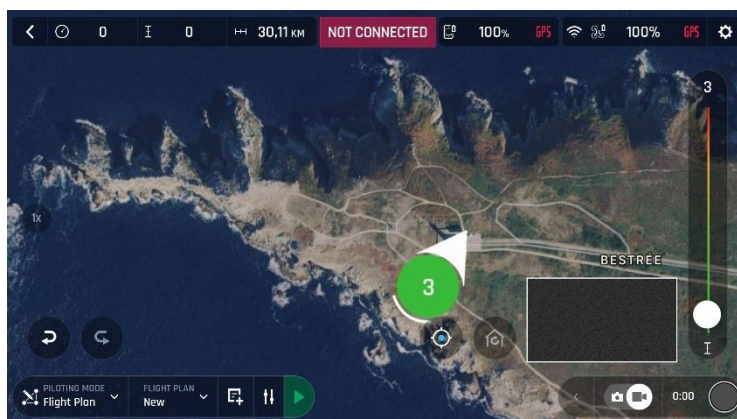 0
0
30,11 KM
NOT CONNECTED
100%
GPS
100%
GPS
3
1x
BESTRÉE
3
PILOTING MODE
Flight Plan
FLIGHT PLAN
New
0:00